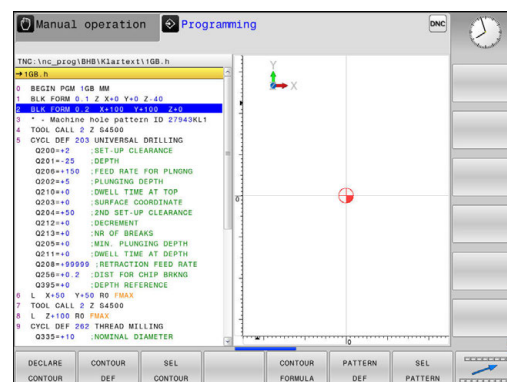 Manual operation
Programming
DNC
TNC:\nc_prog\BHB\Klartext\1GB.h
→1GB.h
0 BEGIN PGM 1GB MM
1 BLK FORM 0.1 Z X+0 Y+0 Z-40
2 BLK FORM 0.2 X+100 Y+100 Z+0
3 * - Machine hole pattern ID 27943KL1
4 TOOL CALL 2 Z S4500
5 CYCL DEF 203 UNIVERSAL DRILLING
Q200=+2 ;SET-UP CLEARANCE
Q201=-25 ;DEPTH
Q206=+150 ;FEED RATE FOR PLNGNG
Q202=+5 ;PLUNGING DEPTH
Q210=+0 ;DWELL TIME AT TOP
Q203=+0 ;SURFACE COORDINATE
Q204=+50 ;2ND SET-UP CLEARANCE
Q212=+0 ;DECREMENT
Q213=+0 ;NR OF BREAKS
Q205=+0 ;MIN. PLUNGING DEPTH
Q211=+0 ;DWELL TIME AT DEPTH
Q208=+99999 ;RETRACTION FEED RATE
Q256=+0.2 ;DIST FOR CHIP BRKNG
Q395=+0 ;DEPTH REFERENCE
6 L X+50 Y+50 R0 FMAX
7 TOOL CALL 2 Z S4500
8 L Z+100 R0 FMAX
9 CYCL DEF 262 THREAD MILLING
Q335=+10 ;NOMINAL DIAMETER
Y
X
0
0
DECLARE CONTOUR
CONTOUR DEF
SEL CONTOUR
CONTOUR FORMULA
PATTERN DEF
SEL PATTERN